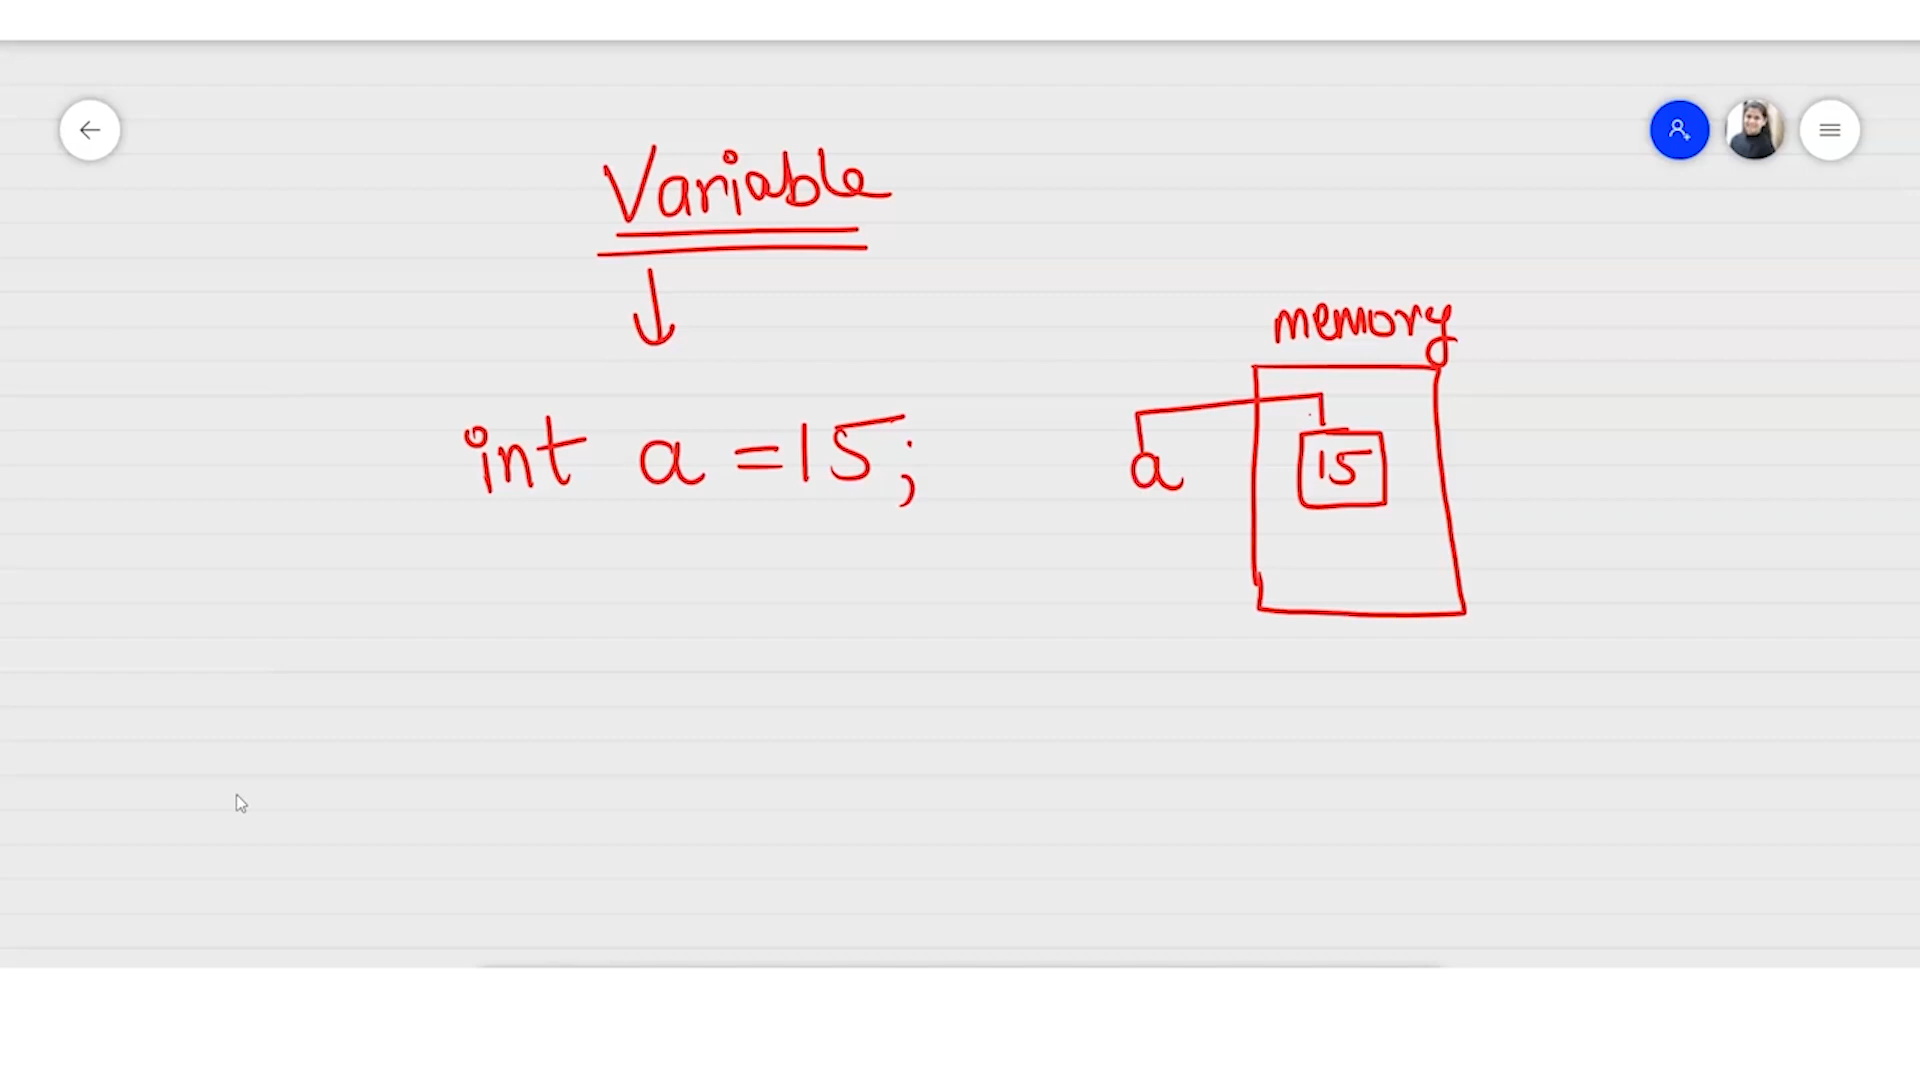 Variable
memory
int a = 15;
a
15